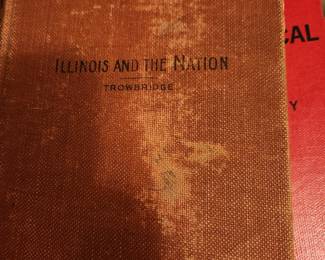 ILLINOIS AND THE NATION
TROWBRIDGE
CAL
Y